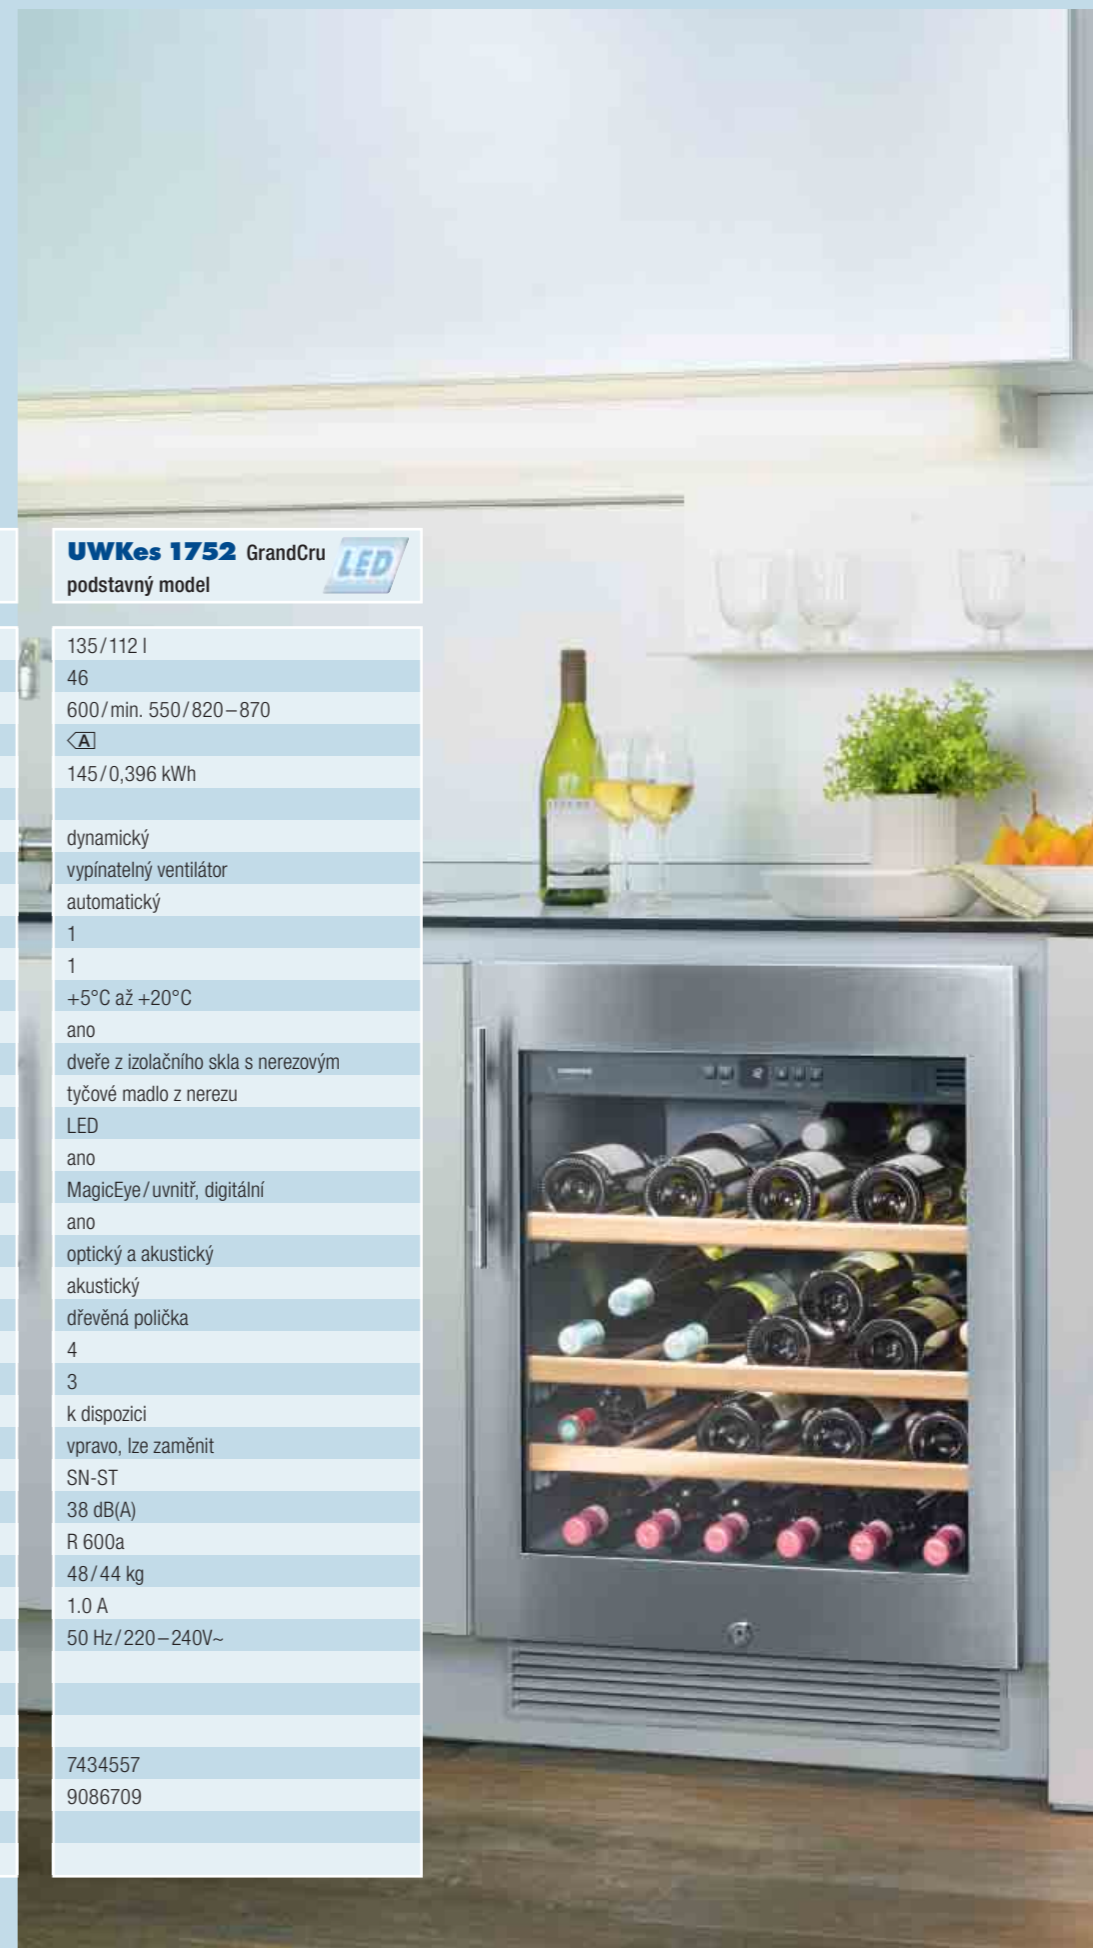 UWKes 1752 GrandCru
LED
podstavný model
135/112 l
46
600/min. 550/820–870
A
145/0,396 kWh
dynamický
vypínatelný ventilátor
automatický
1
1
+5°C až +20°C
ano
dveře z izolačního skla s nerezovým
tyčové madlo z nerezu
LED
ano
MagicEye/uvnitř, digitální
ano
optický a akustický
akustický
dřevěná polička
4
3
k dispozici
vpravo, lze zaměnit
SN-ST
38 dB(A)
R 600a
48/44 kg
1.0 A
50 Hz/220–240V~
7434557
9086709